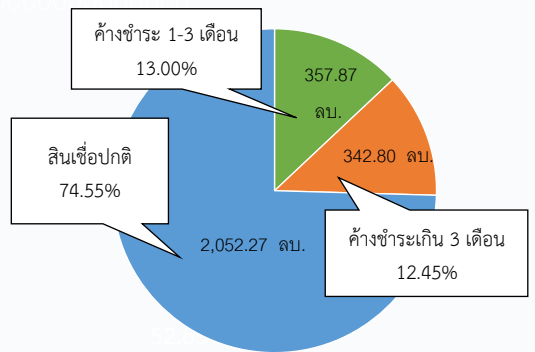 ค้างชำระ 1-3 เดือน
13.00%
357.87
ลบ.
342.80 ลบ.
สินเชื่อปกติ
74.55%
2,052.27 ลบ.
ค้างชำระเกิน 3 เดือน
12.45%